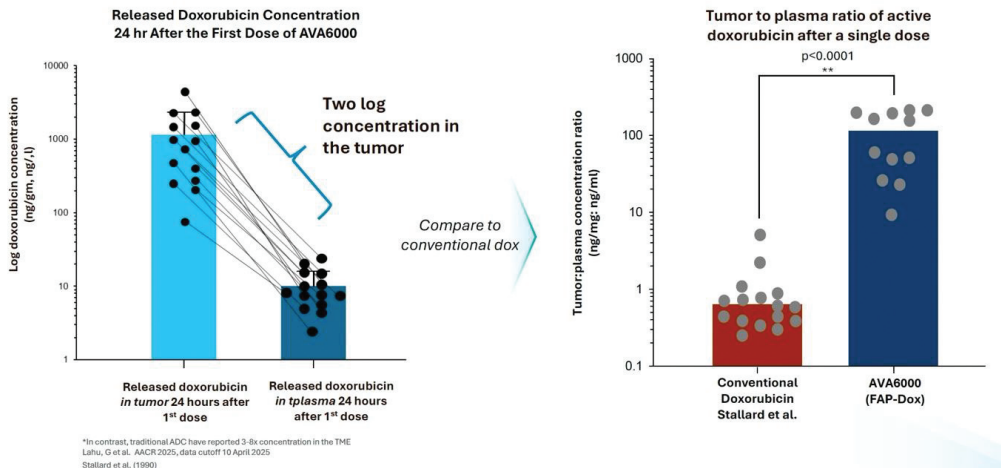 Released Doxorubicin Concentration
24 hr After the First Dose of AVA6000
Log doxorubicin concentration
(ng/gm, ng/.l)
10000
1000
100
10
1
Two log
concentration in
the tumor
Released doxorubicin
in tumor 24 hours after
1st dose
Released doxorubicin
in tplasma 24 hours
after 1st dose
*In contrast, traditional ADC have reported 3-8x concentration in the TME
Lahu, G et al. AACR 2025, data cutoff 10 April 2025
Stallard et al. (1990)
Compare to
conventional dox
Tumor to plasma ratio of active
doxorubicin after a single dose
p<0.0001
**
Tumor:plasma concentration ratio
(ng/mg: ng/ml)
1000
100
10
1
0.1
Conventional
Doxorubicin
Stallard et al.
AVA6000
(FAP-Dox)